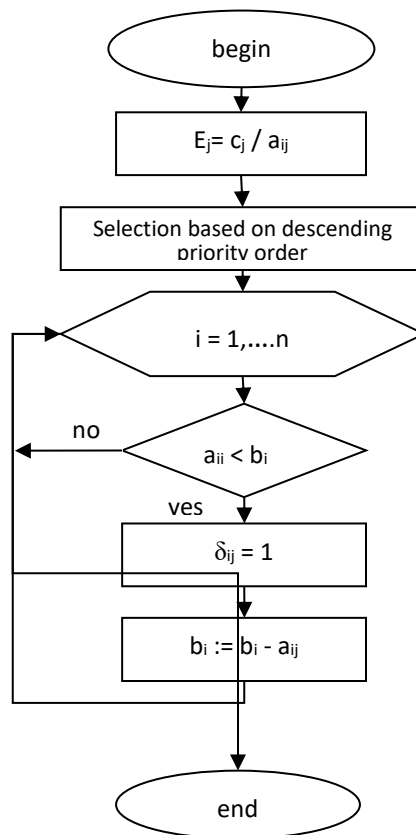 begin
Eⱼ= cⱼ / aᵢⱼ
Selection based on descending
priority order
i = 1,....n
no
aᵢᵢ < bᵢ
yes
δᵢⱼ = 1
bᵢ := bᵢ - aᵢⱼ
end